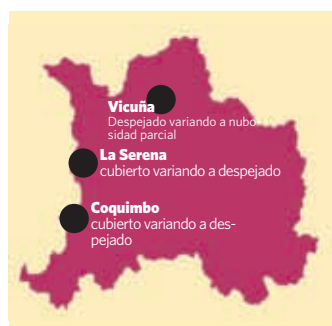 Vicuña
Despejado variando a nubo-
sidad parcial
La Serena
cubierto variando a despejado
Coquimbo
cubierto variando a des-
pejado